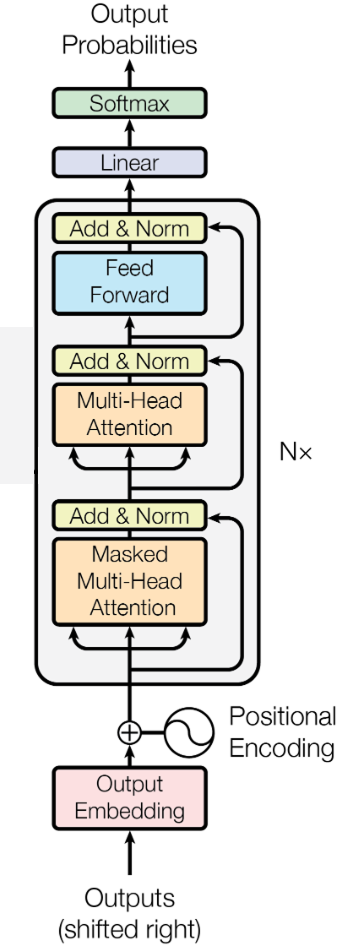 Output
Probabilities
Softmax
Linear
Add & Norm
Feed
Forward
Add & Norm
Multi-Head
Attention
N×
Add & Norm
Masked
Multi-Head
Attention
Positional
Encoding
Output
Embedding
Outputs
(shifted right)